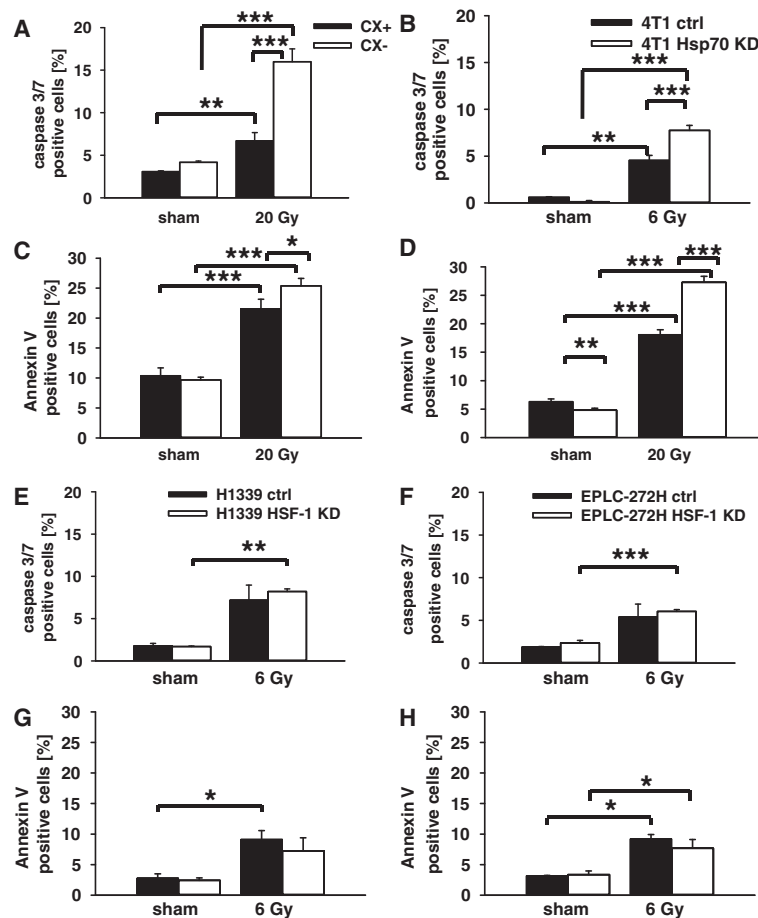 A
CX+
CX-
caspase 3/7
positive cells [%]
20
15
10
5
0
***
***
**
sham
20 Gy
B
4T1 ctrl
4T1 Hsp70 KD
caspase 3/7
positive cells [%]
20
15
10
5
0
***
***
**
sham
6 Gy
C
Annexin V
positive cells [%]
30
25
20
15
10
5
0
***
*
***
sham
20 Gy
D
Annexin V
positive cells [%]
30
25
20
15
10
5
0
***
***
***
**
sham
20 Gy
E
H1339 ctrl
H1339 HSF-1 KD
caspase 3/7
positive cells [%]
20
15
10
5
0
**
sham
6 Gy
F
EPLC-272H ctrl
EPLC-272H HSF-1 KD
caspase 3/7
positive cells [%]
20
15
10
5
0
***
sham
6 Gy
G
Annexin V
positive cells [%]
30
25
20
15
10
5
0
*
sham
6 Gy
H
Annexin V
positive cells [%]
30
25
20
15
10
5
0
*
*
sham
6 Gy